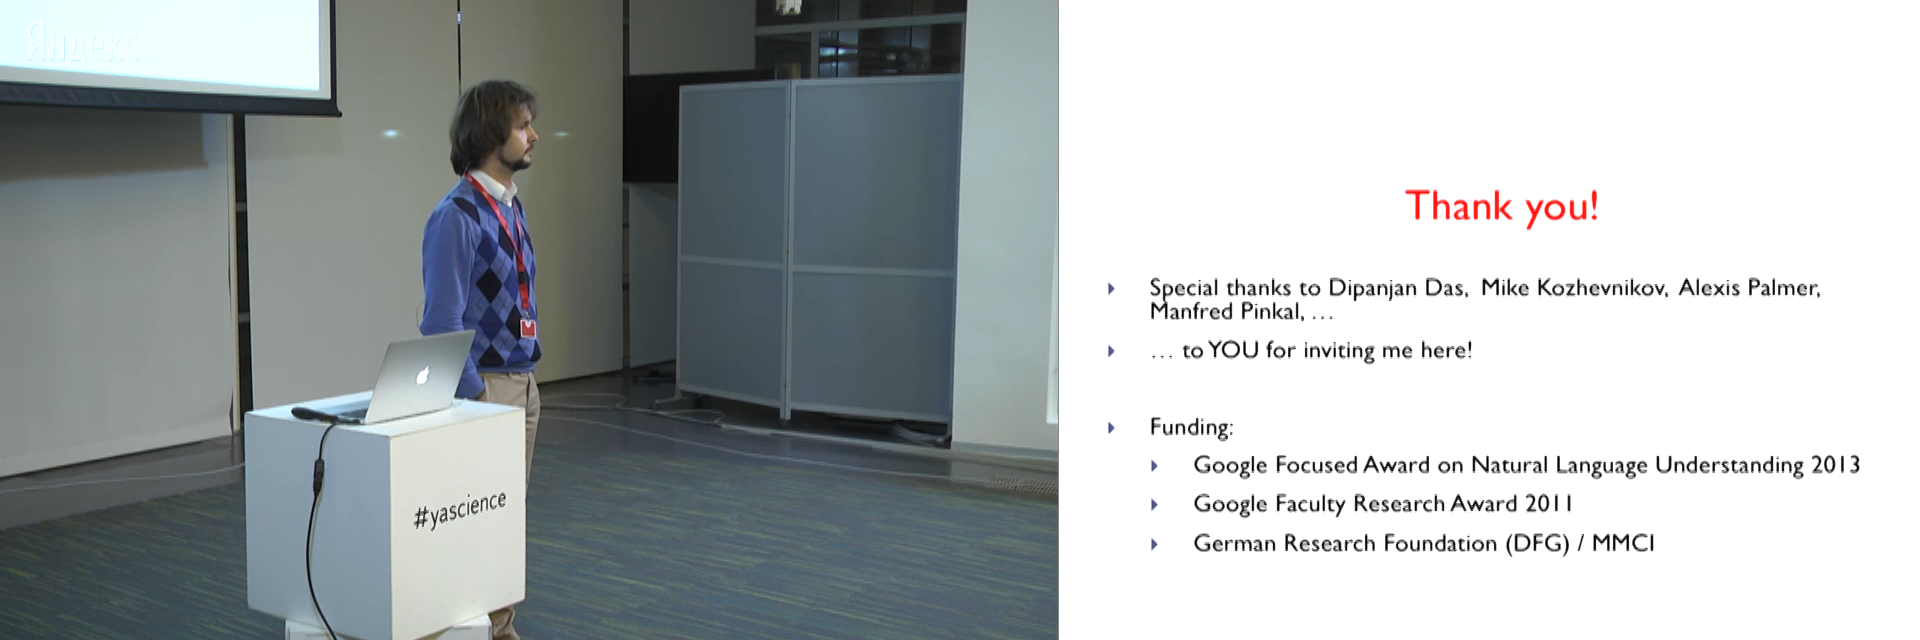 Яндекс
#yascience
Thank you!
Special thanks to Dipanjan Das, Mike Kozhevnikov, Alexis Palmer,
Manfred Pinkal, ...
... to YOU for inviting me here!
Funding:
Google Focused Award on Natural Language Understanding 2013
Google Faculty Research Award 2011
German Research Foundation (DFG) / MMCI